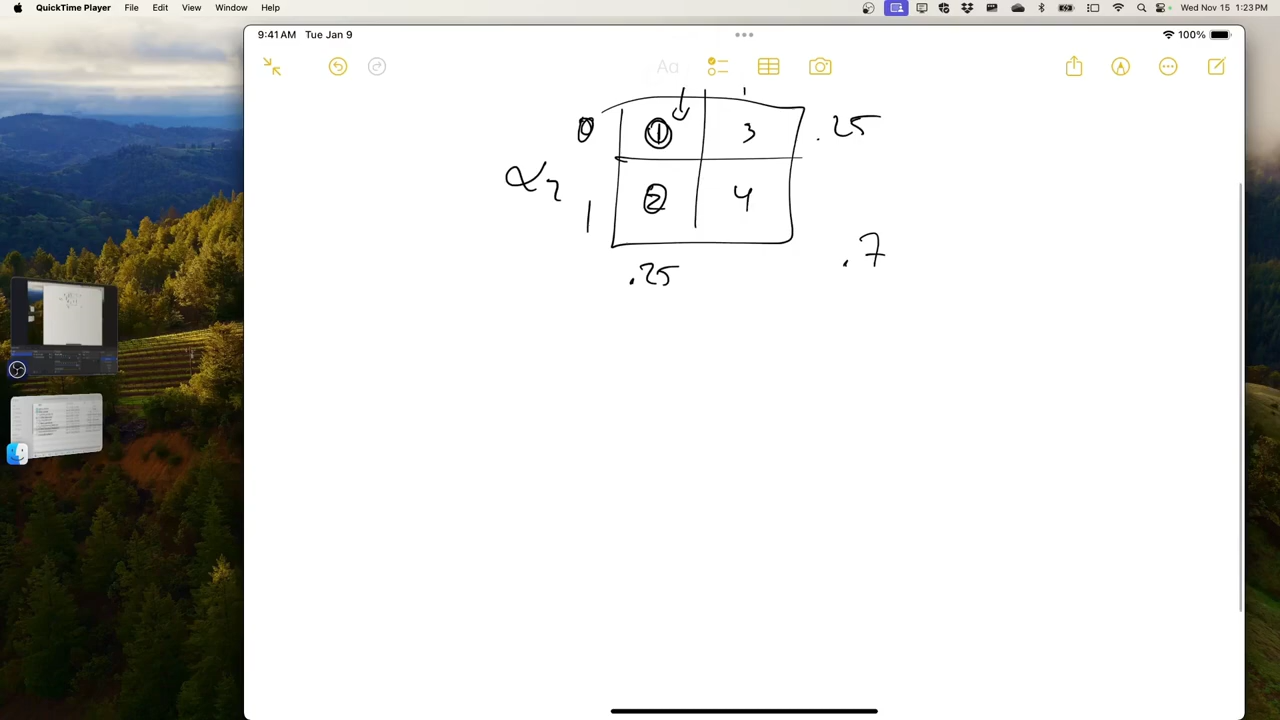 QuickTime Player File Edit View Window Help Wed Nov 15 1:23 PM
9:41 AM Tue Jan 9 100%
Aa
0 1 3 .25
α2
1 2 4
.7
.25